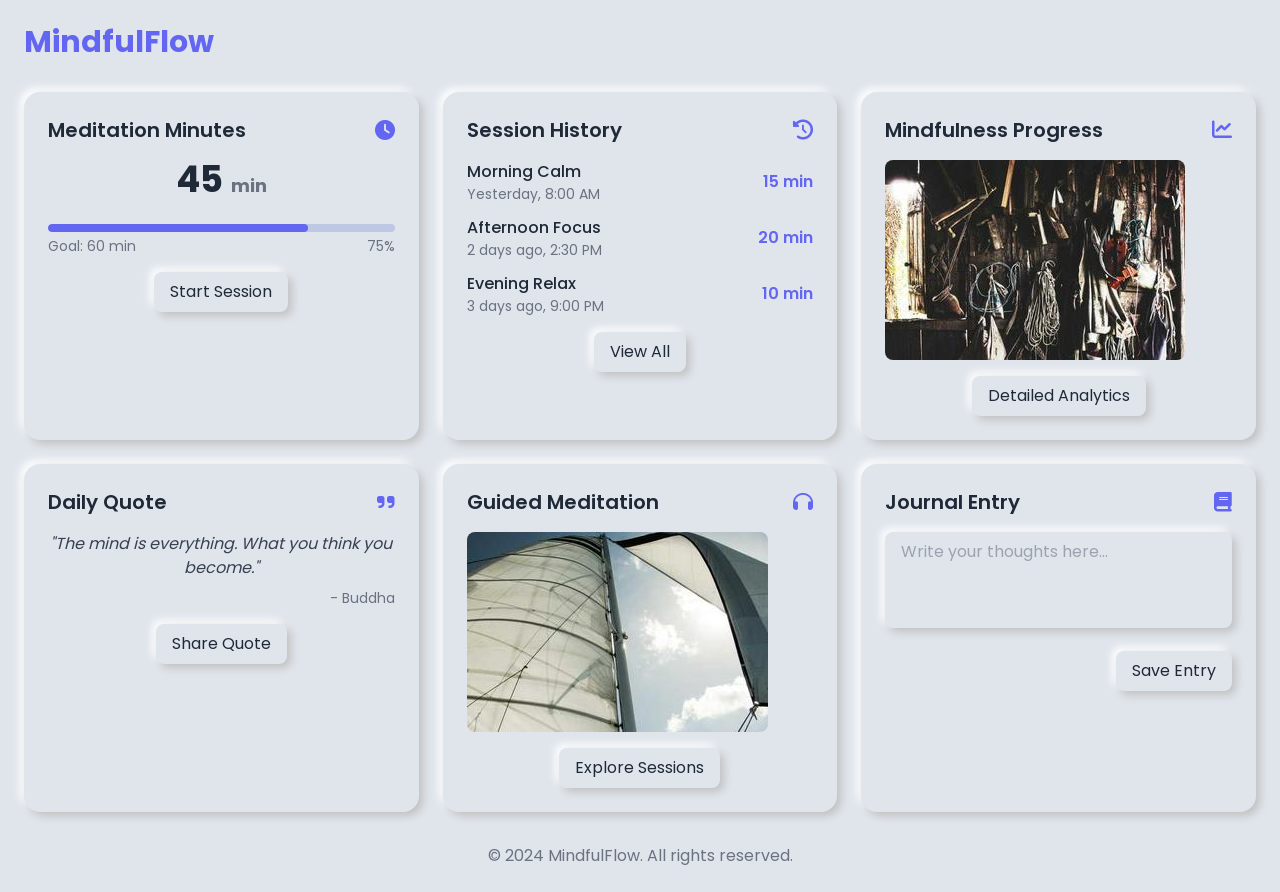 MindfulFlow
Meditation Minutes
45 min
Goal: 60 min 75%
Start Session
Session History
Morning Calm
Yesterday, 8:00 AM
15 min
Afternoon Focus
2 days ago, 2:30 PM
20 min
Evening Relax
3 days ago, 9:00 PM
10 min
View All
Mindfulness Progress
Detailed Analytics
Daily Quote
"The mind is everything. What you think you
become."
- Buddha
Share Quote
Guided Meditation
Explore Sessions
Journal Entry
Write your thoughts here...
Save Entry
© 2024 MindfulFlow. All rights reserved.